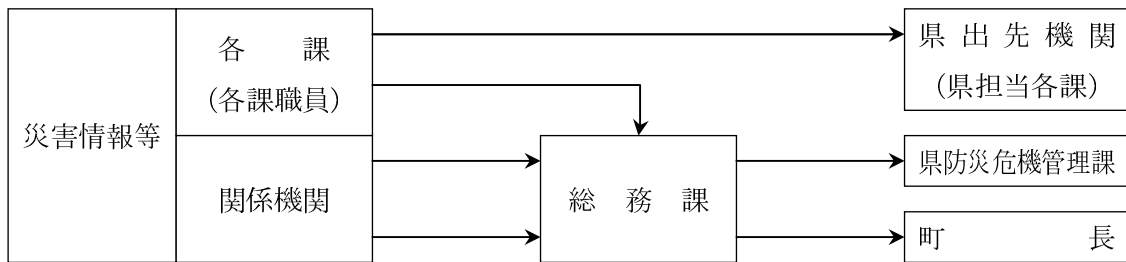 災害情報等
各課
（各課職員）
関係機関
総務課
県出先機関
（県担当各課）
県防災危機管理課
町長